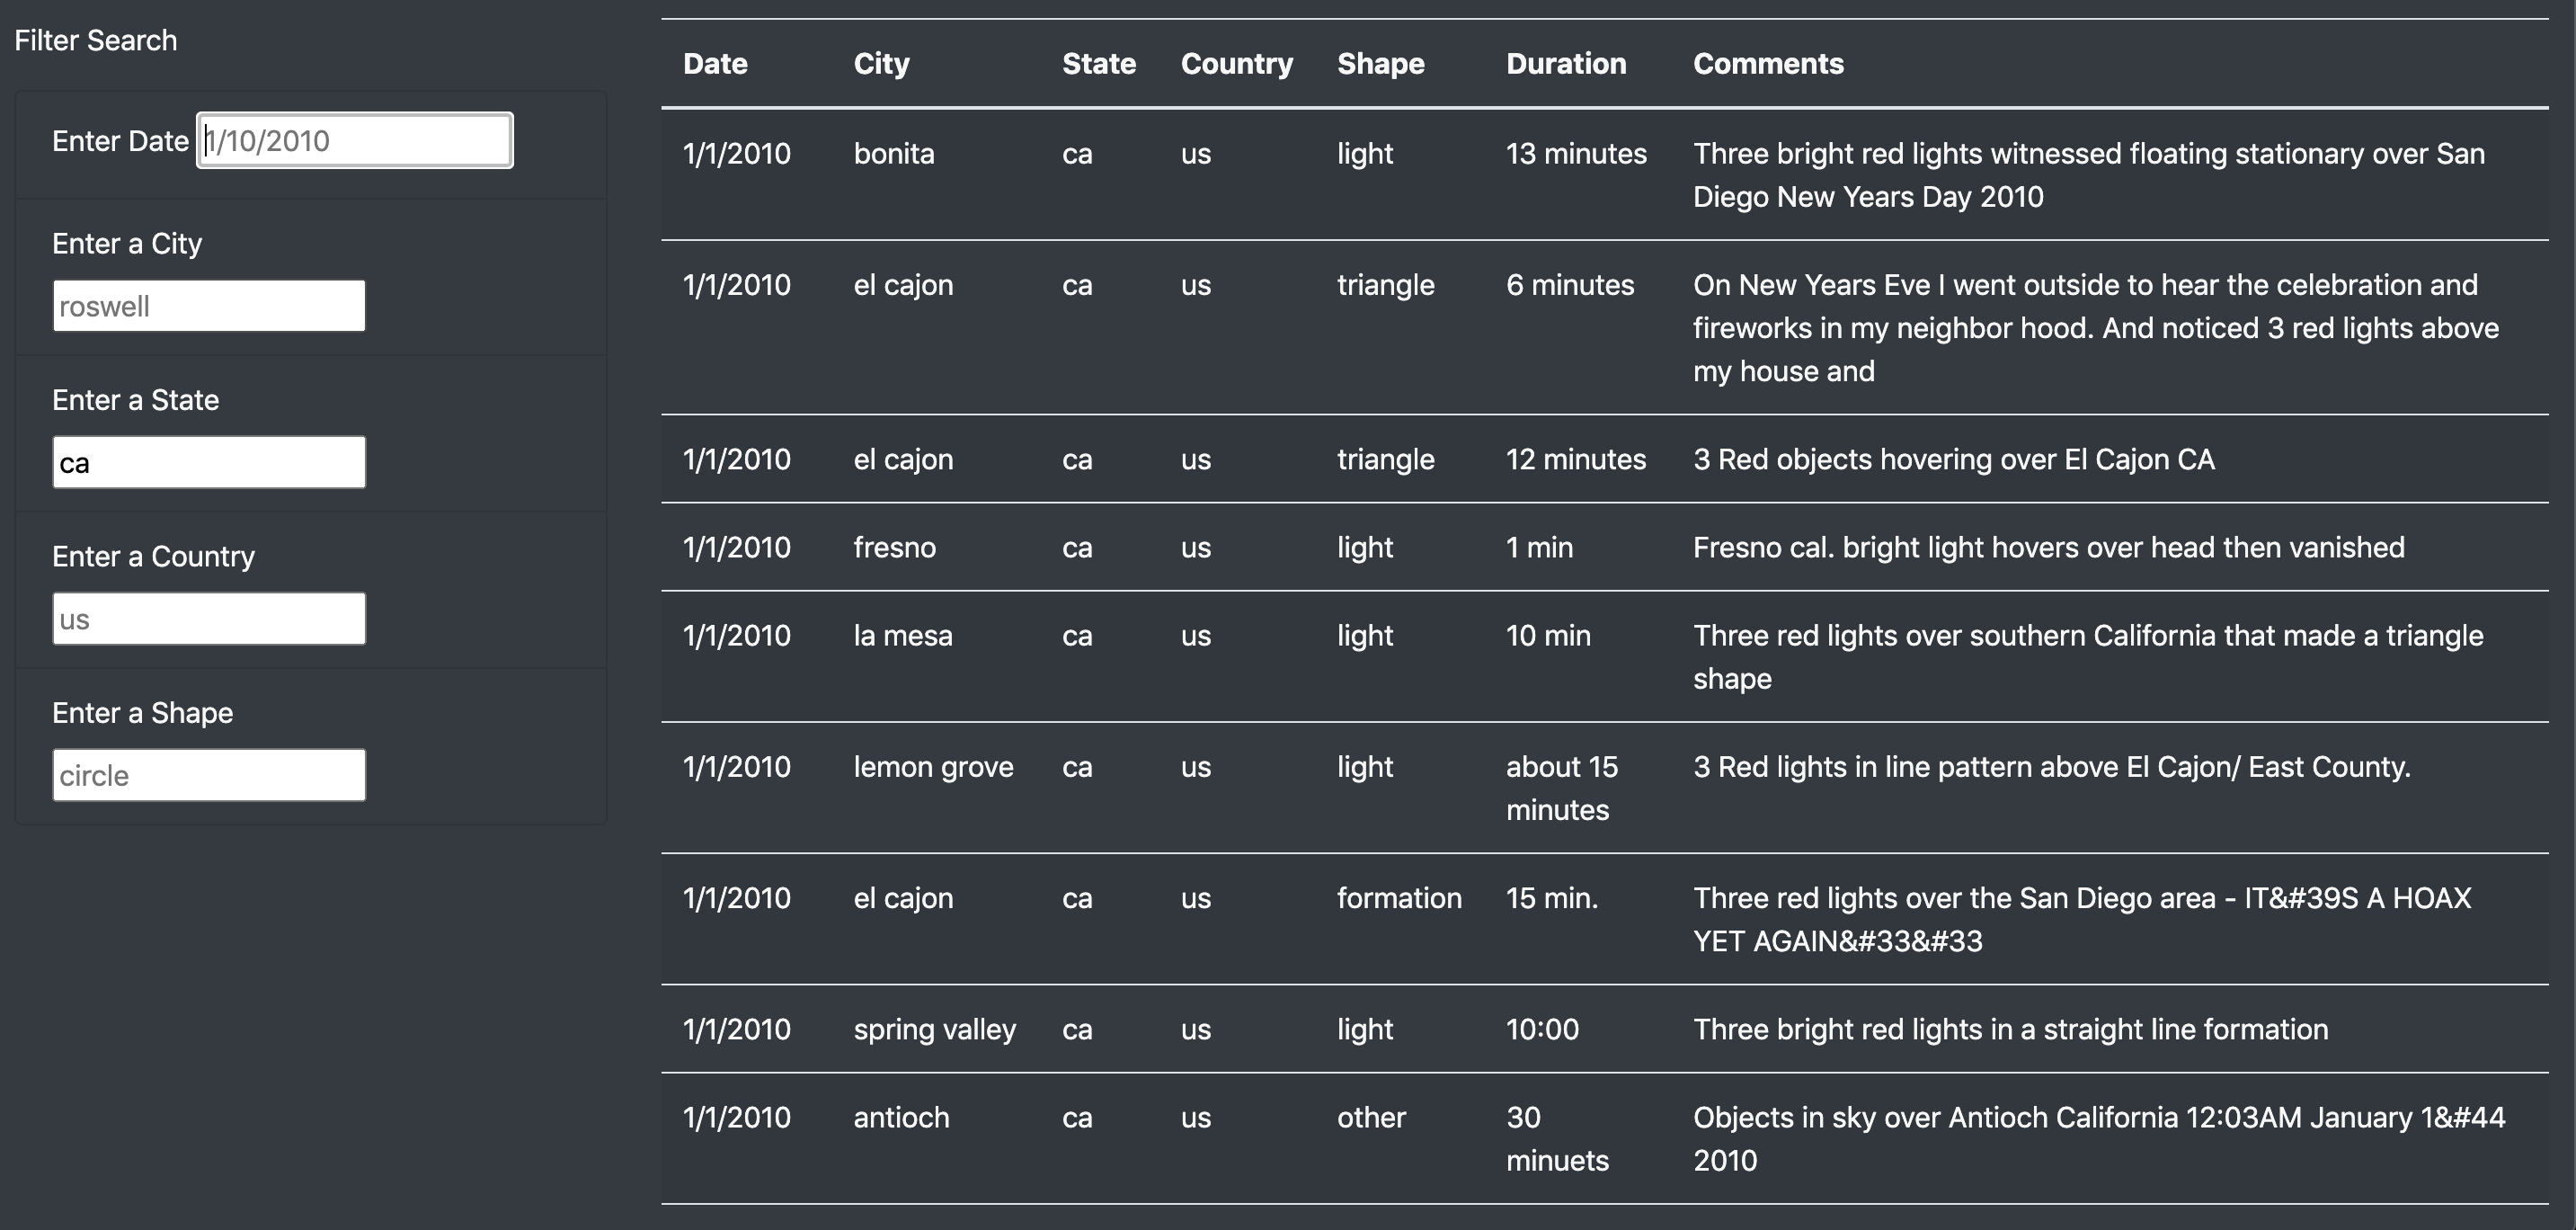 Filter Search
Enter Date 1/10/2010
Enter a City
roswell
Enter a State
ca
Enter a Country
us
Enter a Shape
circle
Date City State Country Shape Duration Comments
1/1/2010 bonita ca us light 13 minutes Three bright red lights witnessed floating stationary over San
Diego New Years Day 2010
1/1/2010 el cajon ca us triangle 6 minutes On New Years Eve I went outside to hear the celebration and
fireworks in my neighbor hood. And noticed 3 red lights above
my house and
1/1/2010 el cajon ca us triangle 12 minutes 3 Red objects hovering over El Cajon CA
1/1/2010 fresno ca us light 1 min Fresno cal. bright light hovers over head then vanished
1/1/2010 la mesa ca us light 10 min Three red lights over southern California that made a triangle
shape
1/1/2010 lemon grove ca us light about 15 3 Red lights in line pattern above El Cajon/ East County.
minutes
1/1/2010 el cajon ca us formation 15 min. Three red lights over the San Diego area - IT&#39S A HOAX
YET AGAIN&#33&#33
1/1/2010 spring valley ca us light 10:00 Three bright red lights in a straight line formation
1/1/2010 antioch ca us other 30 Objects in sky over Antioch California 12:03AM January 1&#44
minuets 2010